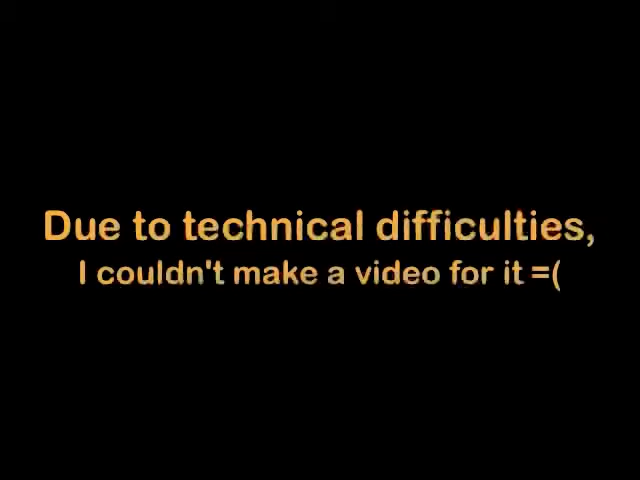 Due to technical difficulties,
I couldn't make a video for it =(